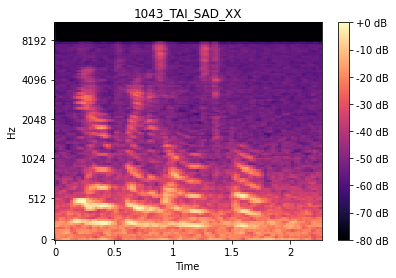 1043_TAI_SAD_XX
Hz
8192
4096
2048
1024
512
0
0
0.5
1
1.5
2
Time
+0 dB
-10 dB
-20 dB
-30 dB
-40 dB
-50 dB
-60 dB
-70 dB
-80 dB